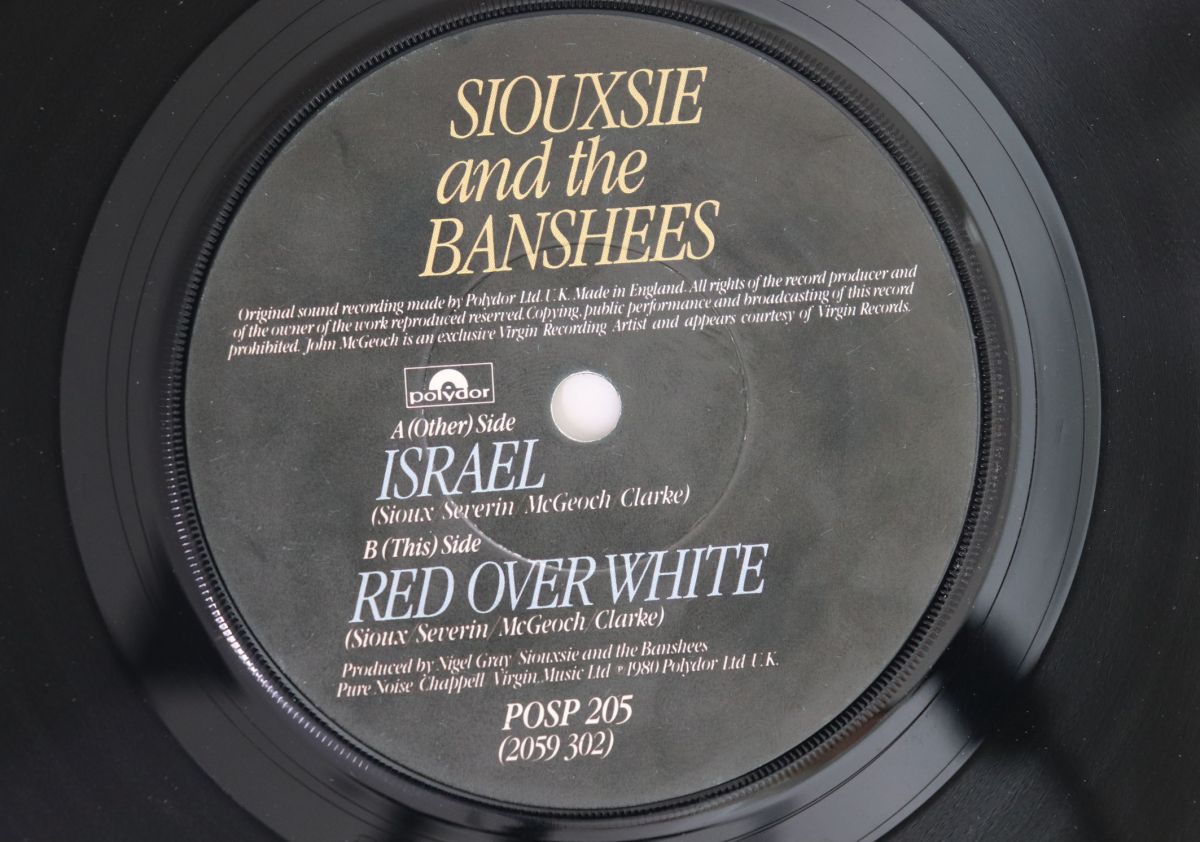 SIOUXSIE
and the
BANSHEES
Original sound recording made by Polydor Ltd. U.K. Made in England. All rights of the record producer and
of the owner of the work reproduced reserved. Copying, public performance and broadcasting of this record
prohibited. John McGeoch is an exclusive Virgin Recording Artist and appears courtesy of Virgin Records.
polydor
A (Other) Side
ISRAEL
(Sioux/Severin/McGeoch/Clarke)
B (This) Side
RED OVER WHITE
(Sioux/Severin/McGeoch/Clarke)
Produced by Nigel Gray Siouxsie and the Banshees
Pure Noise Chappell Virgin Music Ltd ℗ 1980 Polydor Ltd U.K.
POSP 205
(2059 302)